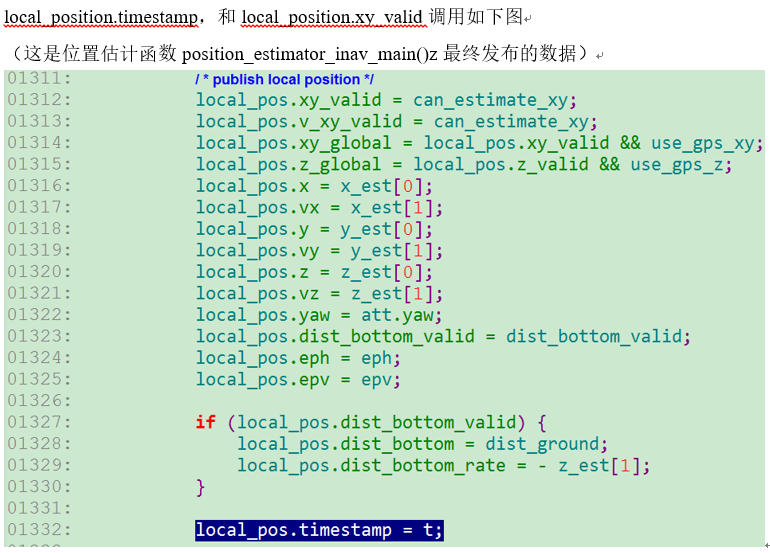 local_position.timestamp，和 local_position.xy_valid 调用如下图
（这是位置估计函数 position_estimator_inav_main()z 最终发布的数据）
01311: / * publish local position */
01312: local_pos.xy_valid = can_estimate_xy;
01313: local_pos.v_xy_valid = can_estimate_xy;
01314: local_pos.xy_global = local_pos.xy_valid && use_gps_xy;
01315: local_pos.z_global = local_pos.z_valid && use_gps_z;
01316: local_pos.x = x_est[0];
01317: local_pos.vx = x_est[1];
01318: local_pos.y = y_est[0];
01319: local_pos.vy = y_est[1];
01320: local_pos.z = z_est[0];
01321: local_pos.vz = z_est[1];
01322: local_pos.yaw = att.yaw;
01323: local_pos.dist_bottom_valid = dist_bottom_valid;
01324: local_pos.eph = eph;
01325: local_pos.epv = epv;
01326:
01327: if (local_pos.dist_bottom_valid) {
01328: local_pos.dist_bottom = dist_ground;
01329: local_pos.dist_bottom_rate = - z_est[1];
01330: }
01331:
01332: local_pos.timestamp = t;